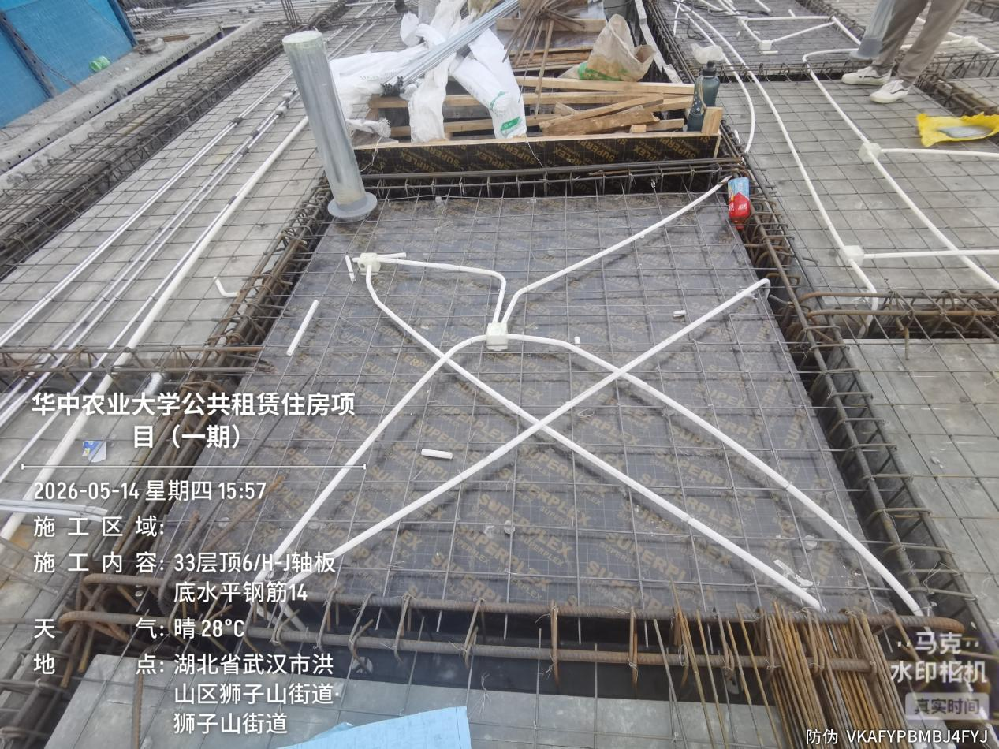 SUPERPLEX
华中农业大学公共租赁住房项
目（一期）
2026-05-14 星期四 15:57
施工区域:
施工内容: 33层顶6/H-J轴板
底水平钢筋14
天气: 晴 28°C
地点: 湖北省武汉市洪
山区狮子山街道·
狮子山街道
马克
水印相机
真实时间
防伪 VKAFYPBMBJ4FYJ